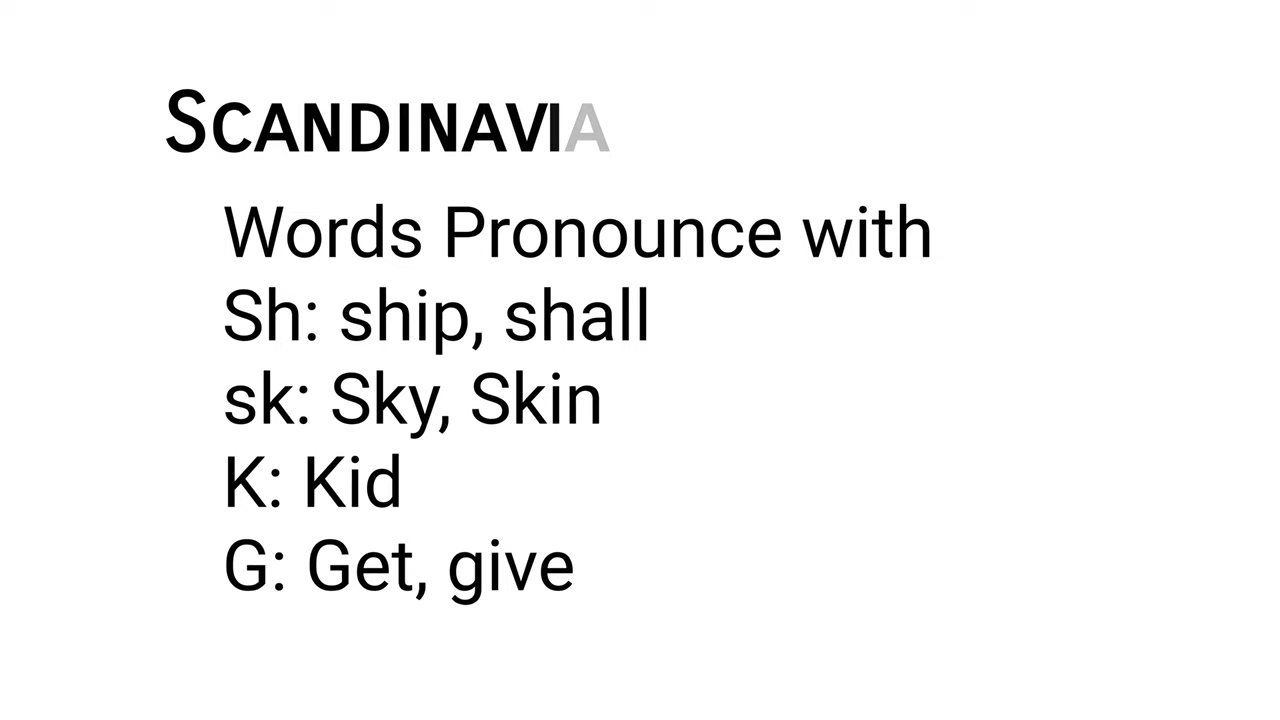 Scandinavia
Words Pronounce with
Sh: ship, shall
sk: Sky, Skin
K: Kid
G: Get, give